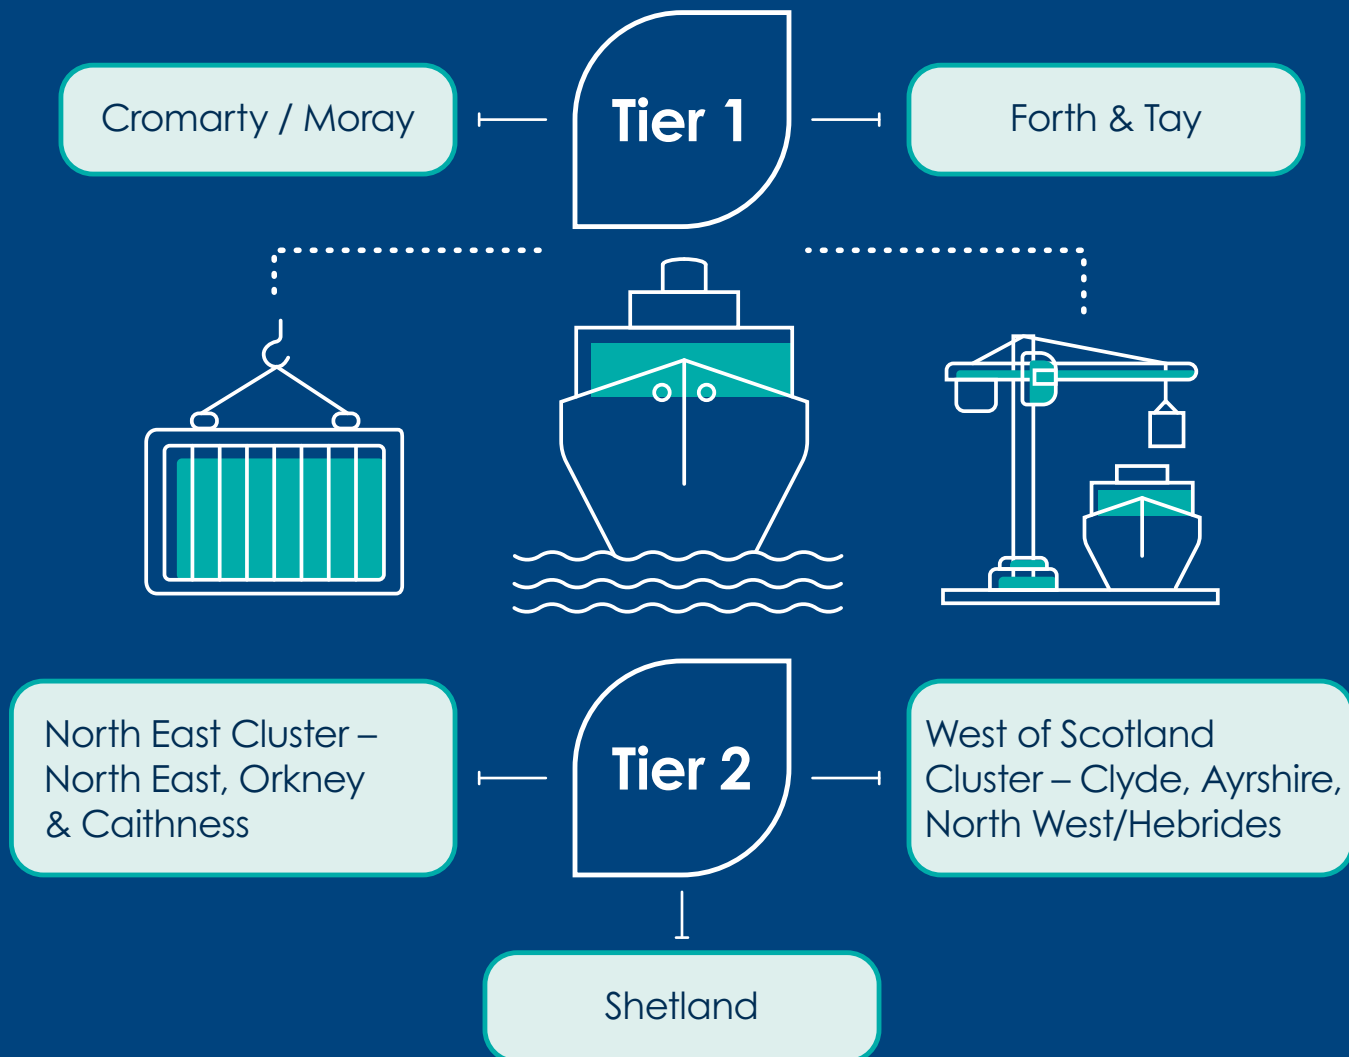 Tier 1
Cromarty / Moray
Forth & Tay
Tier 2
North East Cluster –
North East, Orkney
& Caithness
West of Scotland
Cluster – Clyde, Ayrshire,
North West/Hebrides
Shetland